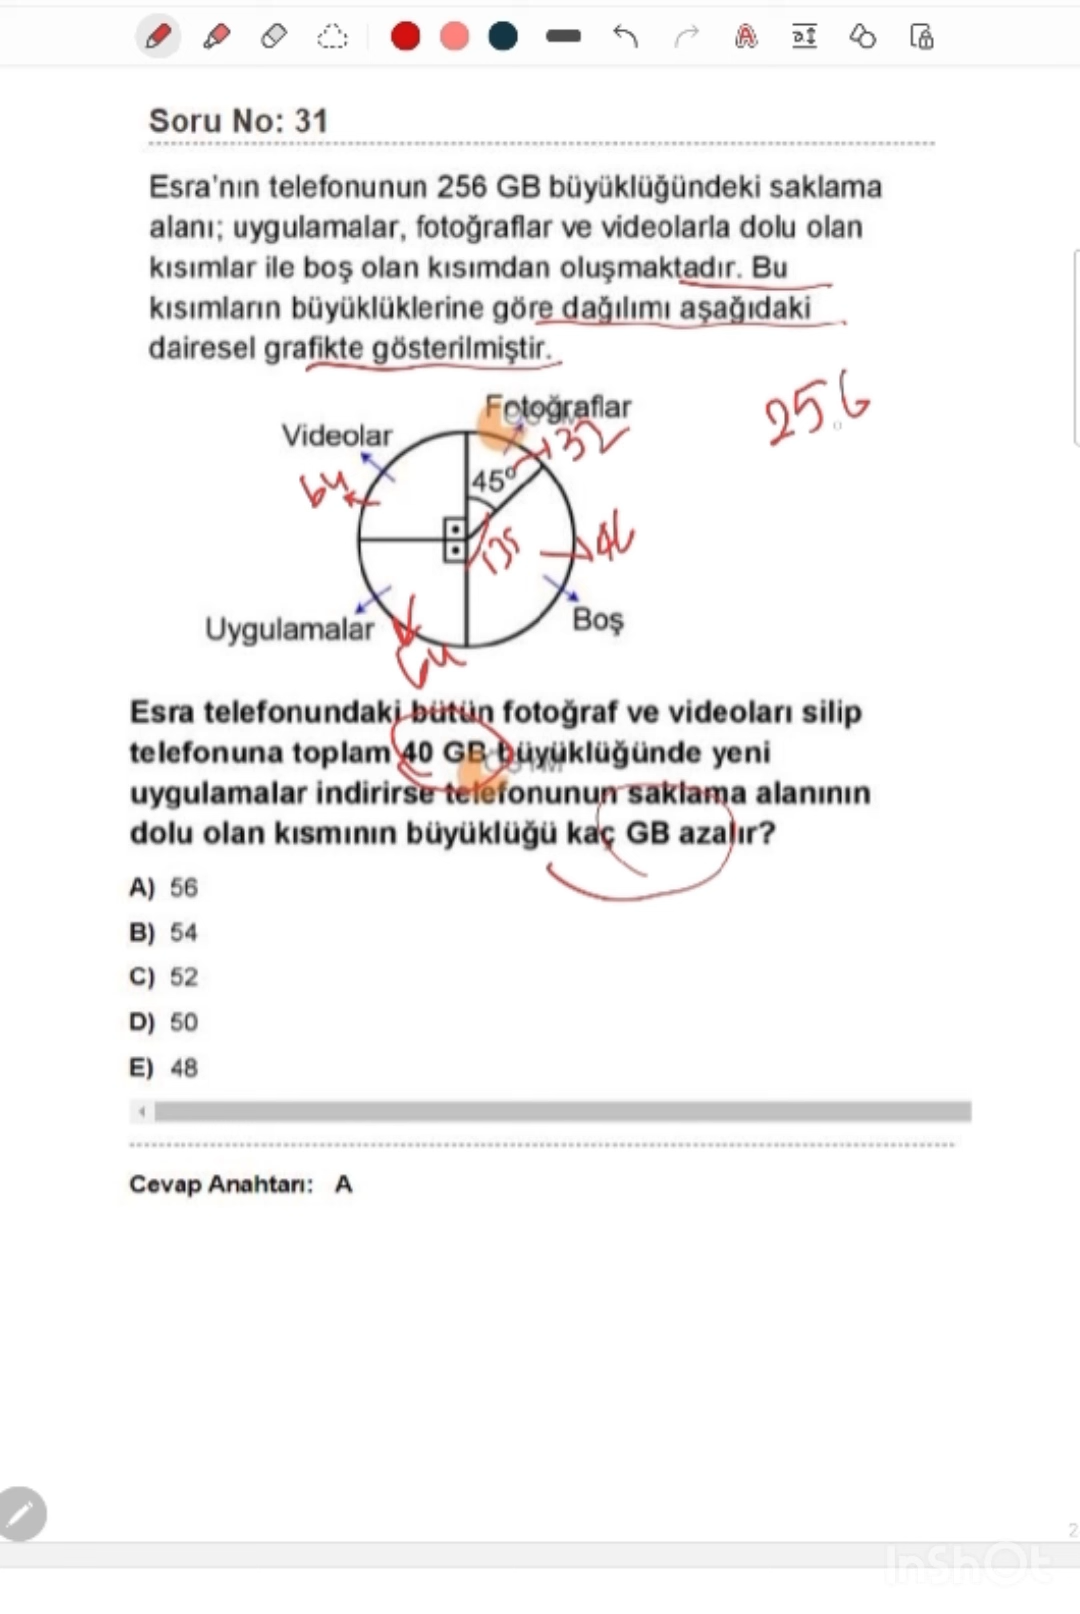 Soru No: 31
Esra'nın telefonunun 256 GB büyüklüğündeki saklama
alanı; uygulamalar, fotoğraflar ve videolarla dolu olan
kısımlar ile boş olan kısımdan oluşmaktadır. Bu
kısımların büyüklüklerine göre dağılımı aşağıdaki
dairesel grafikte gösterilmiştir.
256
Fotoğraflar
Videolar
32
45°
64
135
Uygulamalar
Boş
64
Esra telefonundaki bütün fotoğraf ve videoları silip
telefonuna toplam 40 GB büyüklüğünde yeni
uygulamalar indirirse telefonunun saklama alanının
dolu olan kısmının büyüklüğü kaç GB azalır?
A) 56
B) 54
C) 52
D) 50
E) 48
Cevap Anahtarı: A
2
InShOt